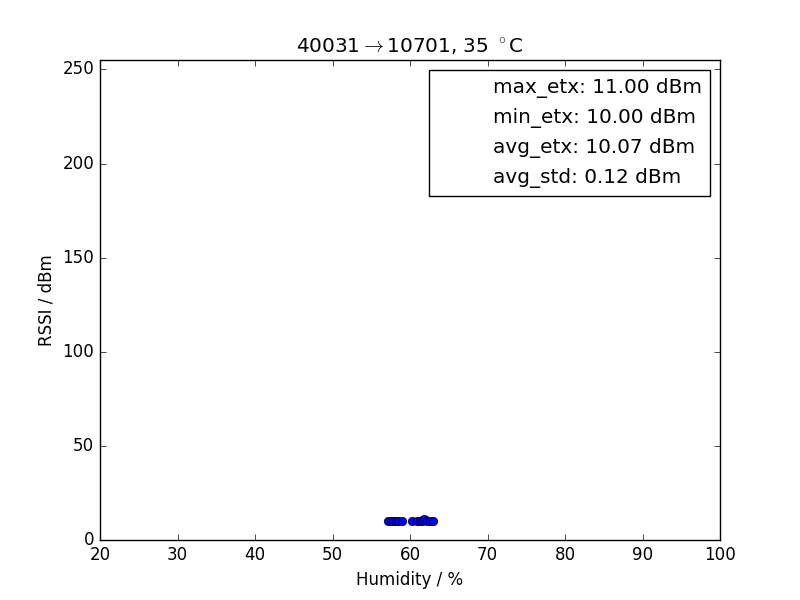 40031→10701, 35 °C
250
200
150
100
50
0
RSSI / dBm
max_etx: 11.00 dBm
min_etx: 10.00 dBm
avg_etx: 10.07 dBm
avg_std: 0.12 dBm
20 30 40 50 60 70 80 90 100
Humidity / %